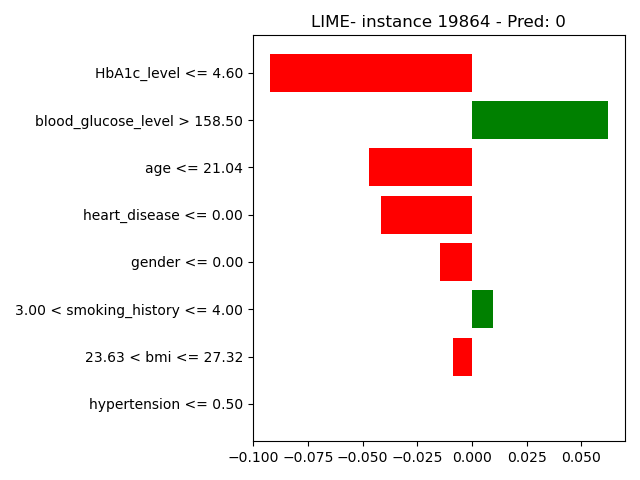 LIME- instance 19864 - Pred: 0
HbA1c_level <= 4.60
blood_glucose_level > 158.50
age <= 21.04
heart_disease <= 0.00
gender <= 0.00
3.00 < smoking_history <= 4.00
23.63 < bmi <= 27.32
hypertension <= 0.50
−0.100 −0.075 −0.050 −0.025 0.000 0.025 0.050